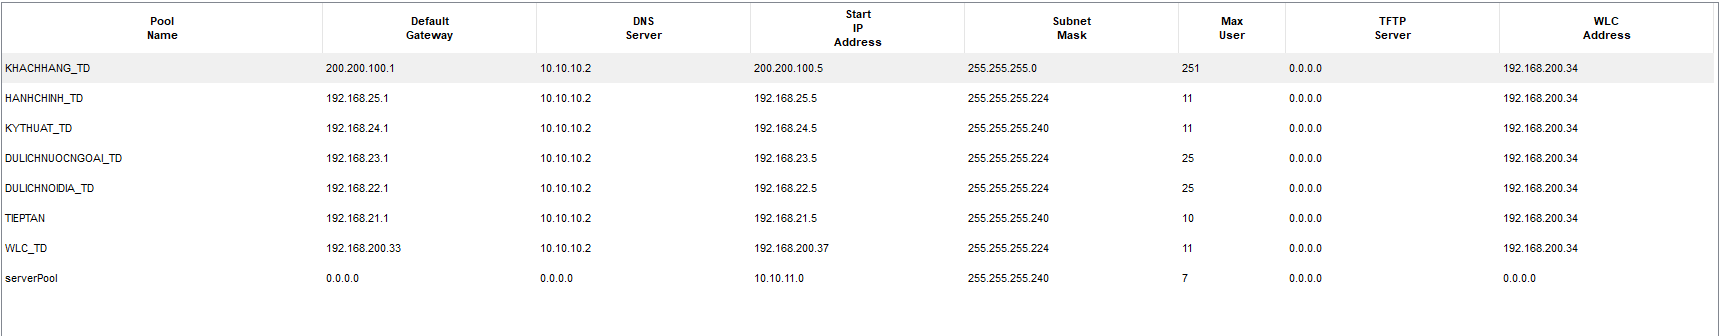 Pool Name	Default Gateway	DNS Server	Start IP Address	Subnet Mask	Max User	TFTP Server	WLC Address
KHACHHANG_TD	200.200.100.1	10.10.10.2	200.200.100.5	255.255.255.0	251	0.0.0.0	192.168.200.34
HANHCHINH_TD	192.168.25.1	10.10.10.2	192.168.25.5	255.255.255.224	11	0.0.0.0	192.168.200.34
KYTHUAT_TD	192.168.24.1	10.10.10.2	192.168.24.5	255.255.255.240	11	0.0.0.0	192.168.200.34
DULICHNUOCNGOAI_TD	192.168.23.1	10.10.10.2	192.168.23.5	255.255.255.224	25	0.0.0.0	192.168.200.34
DULICHNOIDIA_TD	192.168.22.1	10.10.10.2	192.168.22.5	255.255.255.224	25	0.0.0.0	192.168.200.34
TIEPTAN	192.168.21.1	10.10.10.2	192.168.21.5	255.255.255.240	10	0.0.0.0	192.168.200.34
WLC_TD	192.168.200.33	10.10.10.2	192.168.200.37	255.255.255.224	11	0.0.0.0	192.168.200.34
serverPool	0.0.0.0	0.0.0.0	10.10.11.0	255.255.255.240	7	0.0.0.0	0.0.0.0